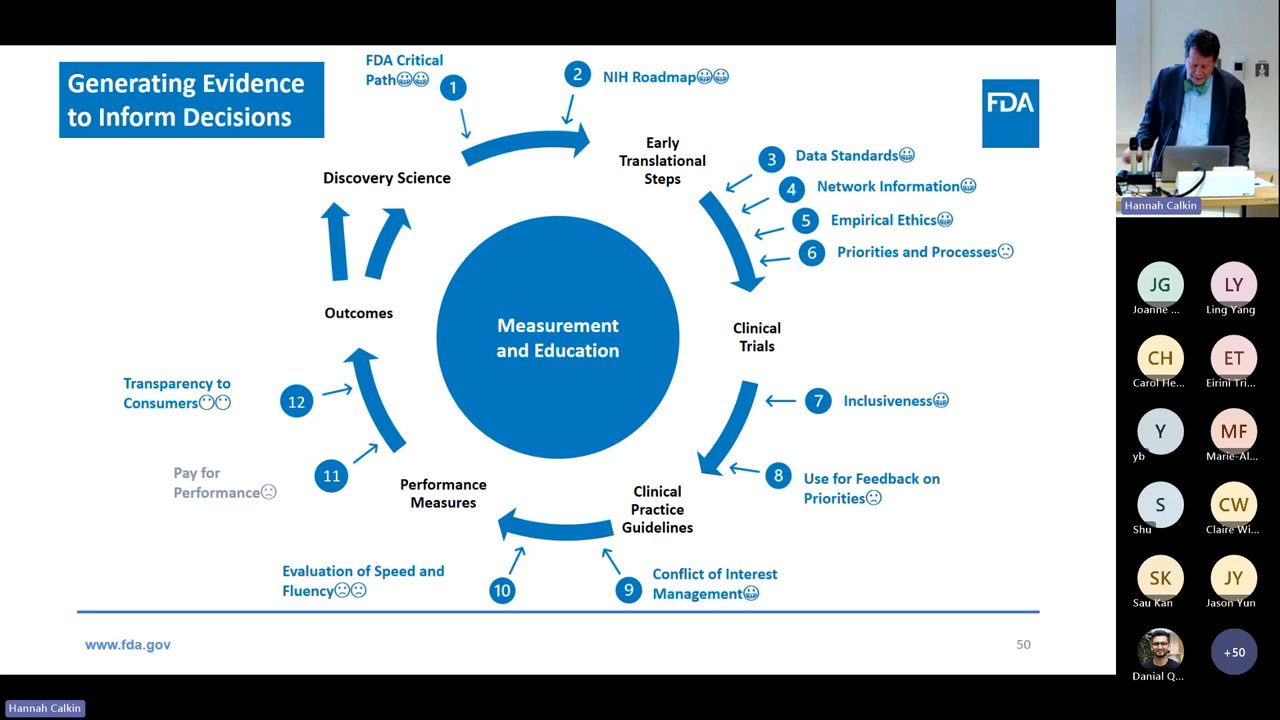 Generating Evidence
to Inform Decisions
FDA Critical
Path😀😀
1
2
NIH Roadmap😀😀
FDA
Early
Translational
Steps
3
Data Standards😀
4
Network Information😀
5
Empirical Ethics😀
6
Priorities and Processes🙁
Discovery Science
Outcomes
Measurement
and Education
Clinical
Trials
7
Inclusiveness😀
8
Use for Feedback on
Priorities🙁
Transparency to
Consumers😶😶
12
Pay for
Performance🙁
11
Performance
Measures
Clinical
Practice
Guidelines
Evaluation of Speed and
Fluency🙁🙁
10
9
Conflict of Interest
Management😀
www.fda.gov
50
Hannah Calkin
JG
Joanne ...
LY
Ling Yang
CH
Carol He...
ET
Eirini Tri...
Y
yb
MF
Marie-Al...
S
Shu
CW
Claire Wi...
SK
Sau Kan
JY
Jason Yun
Danial Q...
+50
Hannah Calkin